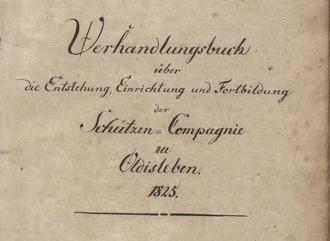 Verhandlungsbuch
über
die Entstehung, Einrichtung und Fortbildung
der
Schützen=Compagnie
zu
Oldisleben.
1825.